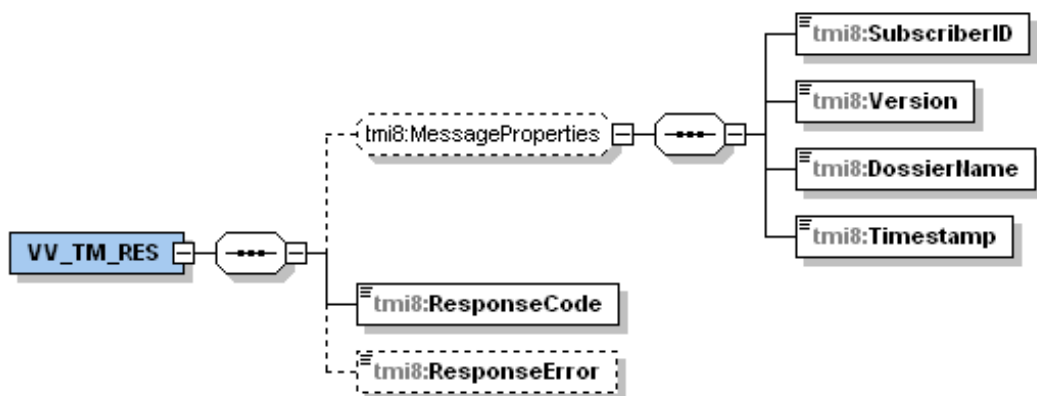 tmi8:SubscriberID
tmi8:MessageProperties
tmi8:Version
tmi8:DossierName
tmi8:Timestamp
VV_TM_RES
tmi8:ResponseCode
tmi8:ResponseError